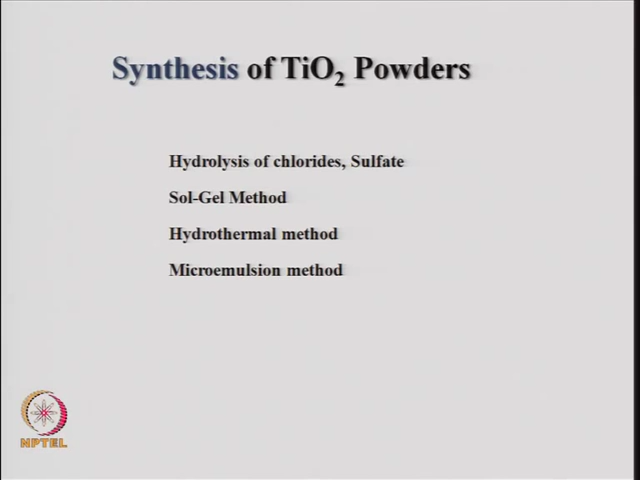 Synthesis of TiO₂ Powders
Hydrolysis of chlorides, Sulfate
Sol-Gel Method
Hydrothermal method
Microemulsion method
NPTEL